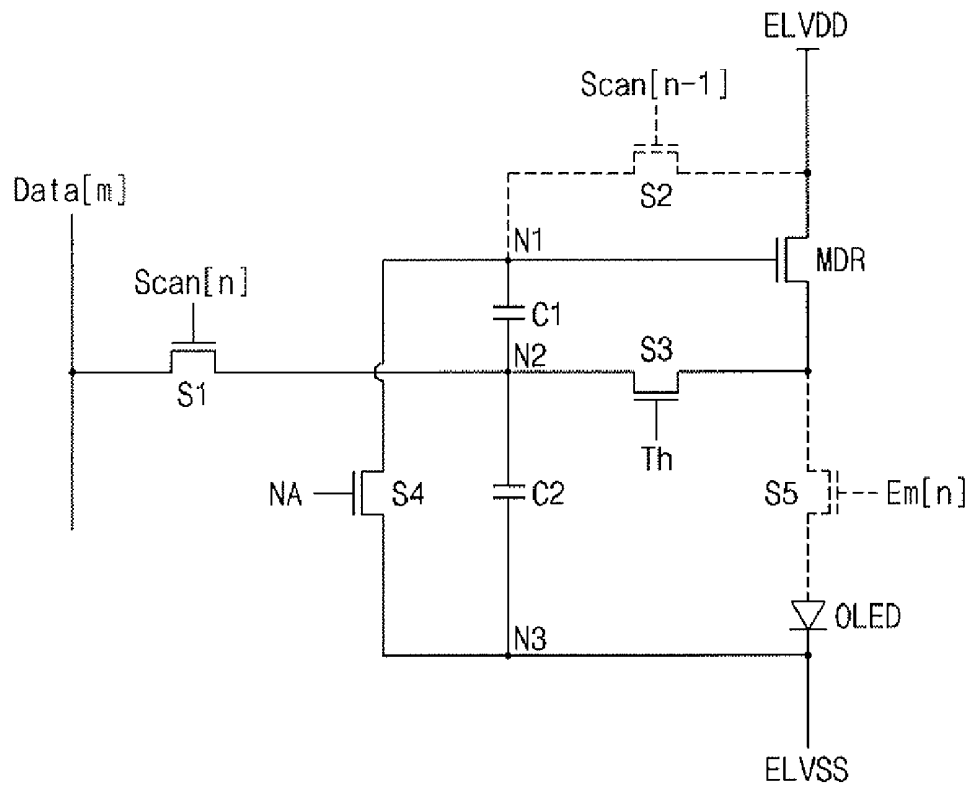 ELVDD
Scan[n-1]
Data[m]
S2
N1
MDR
Scan[n]
C1
N2
S3
S1
Th
NA
S4
C2
S5
Em[n]
OLED
N3
ELVSS